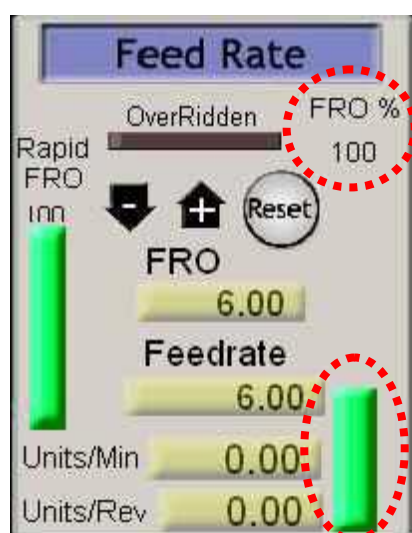 Feed Rate
OverRidden
FRO %
100
Rapid
FRO
100
-
+
Reset
FRO
6.00
Feedrate
6.00
Units/Min
0.00
Units/Rev
0.00